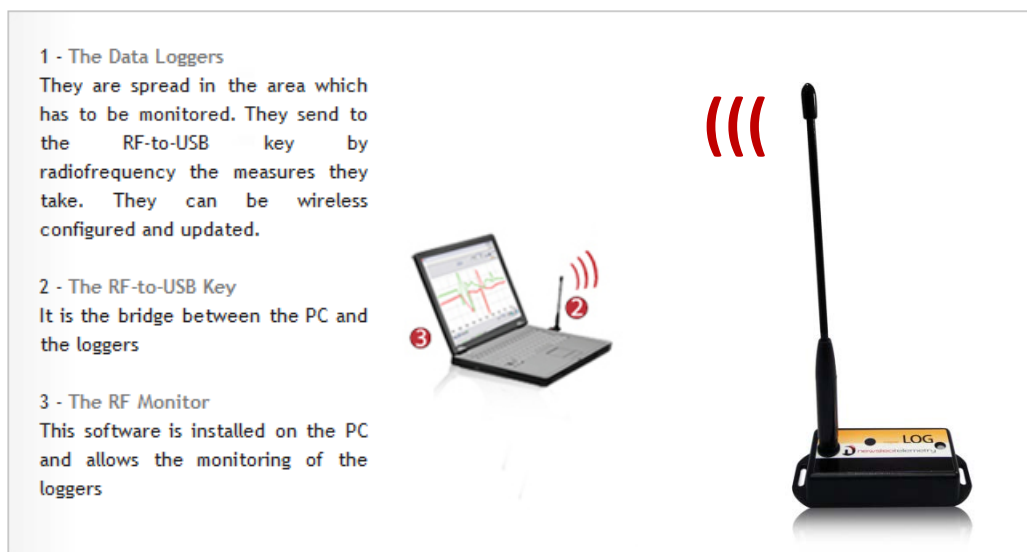 1 - The Data Loggers
They are spread in the area which
has to be monitored. They send to
the RF-to-USB key by
radiofrequency the measures they
take. They can be wireless
configured and updated.
2 - The RF-to-USB Key
It is the bridge between the PC and
the loggers
3 - The RF Monitor
This software is installed on the PC
and allows the monitoring of the
loggers
2
3
LOG
newsteotelemetry